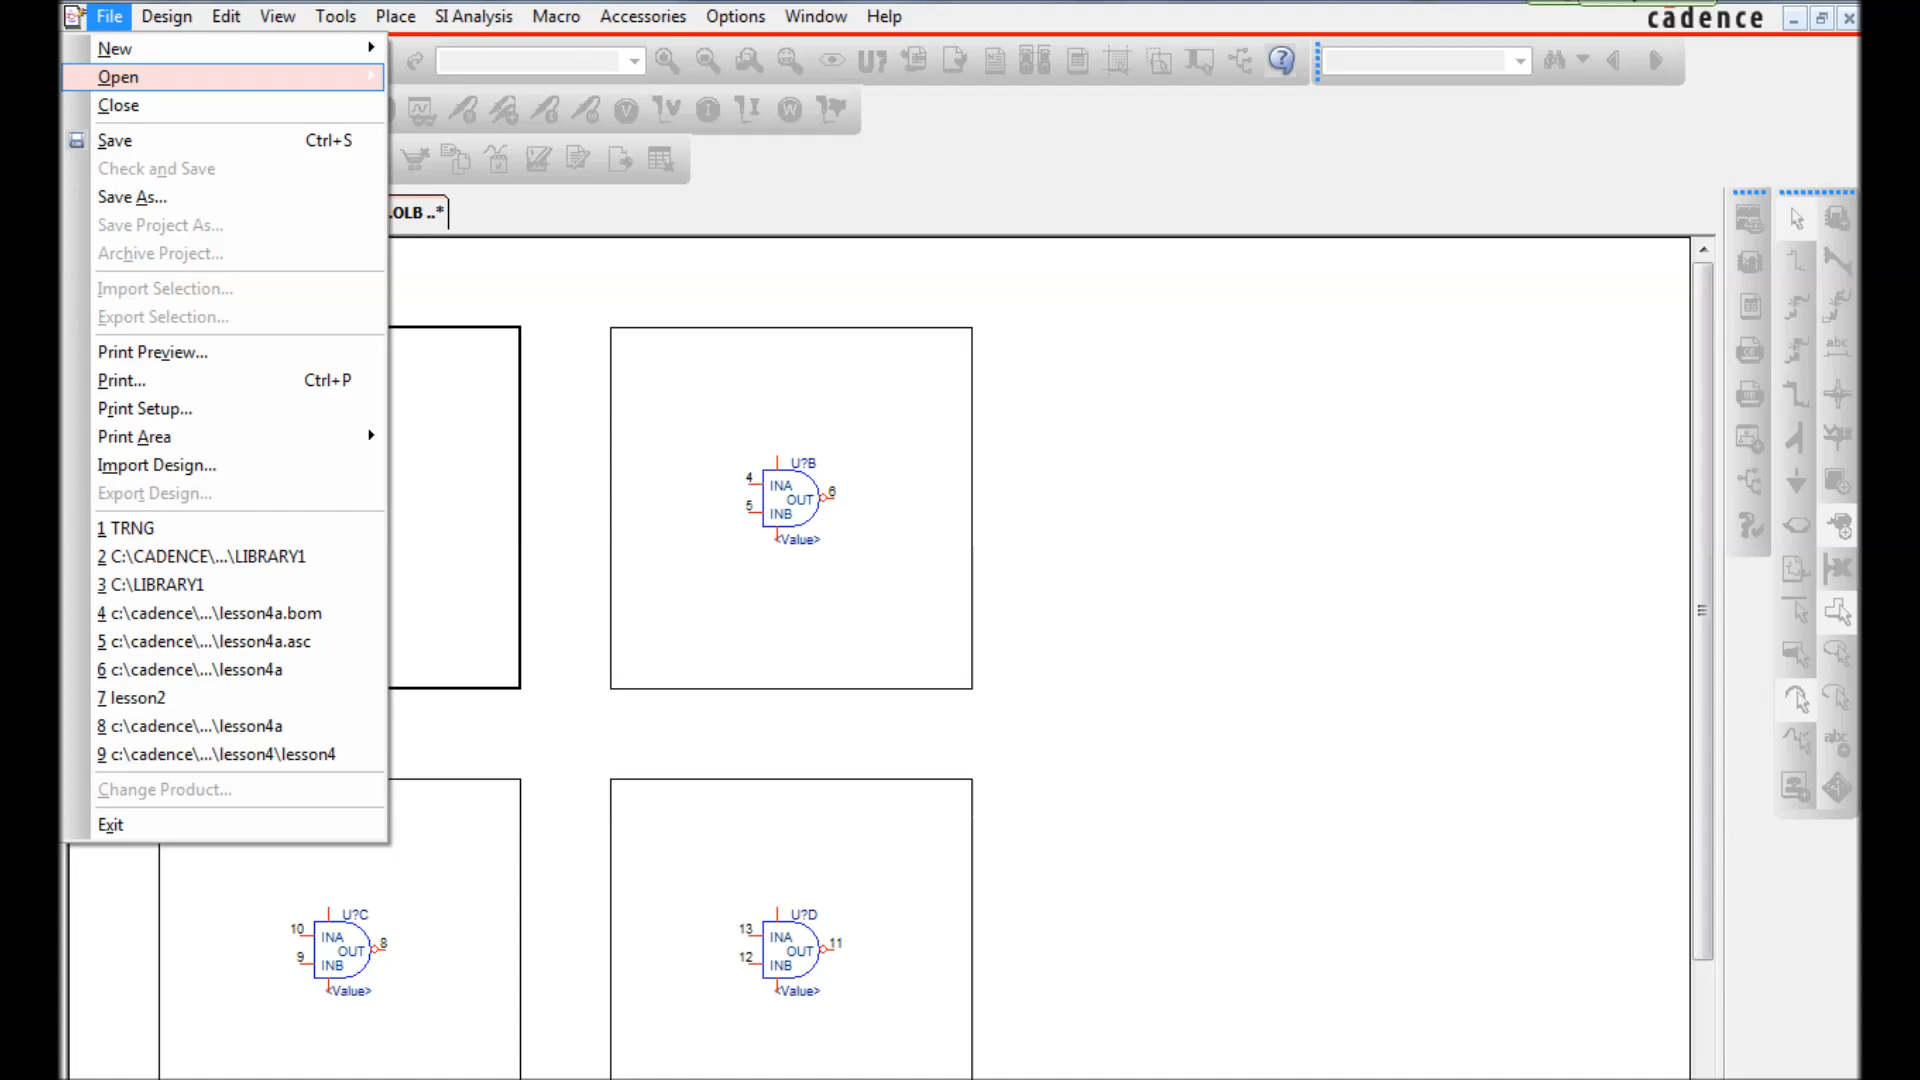 File Design Edit View Tools Place SI Analysis Macro Accessories Options Window Help
cādence
New
Open
Close
Save Ctrl+S
Check and Save
Save As...
Save Project As...
Archive Project...
Import Selection...
Export Selection...
Print Preview...
Print... Ctrl+P
Print Setup...
Print Area
Import Design...
Export Design...
1 TRNG
2 C:\CADENCE\...\LIBRARY1
3 C:\LIBRARY1
4 c:\cadence\...\lesson4a.bom
5 c:\cadence\...\lesson4a.asc
6 c:\cadence\...\lesson4a
7 lesson2
8 c:\cadence\...\lesson4a
9 c:\cadence\...\lesson4\lesson4
Change Product...
Exit
U?
V I W
.OLB ..*
abc
abc
U?B
4 INA
OUT 6
5 INB
<Value>
U?C
10 INA
OUT 8
9 INB
<Value>
U?D
13 INA
OUT 11
12 INB
<Value>